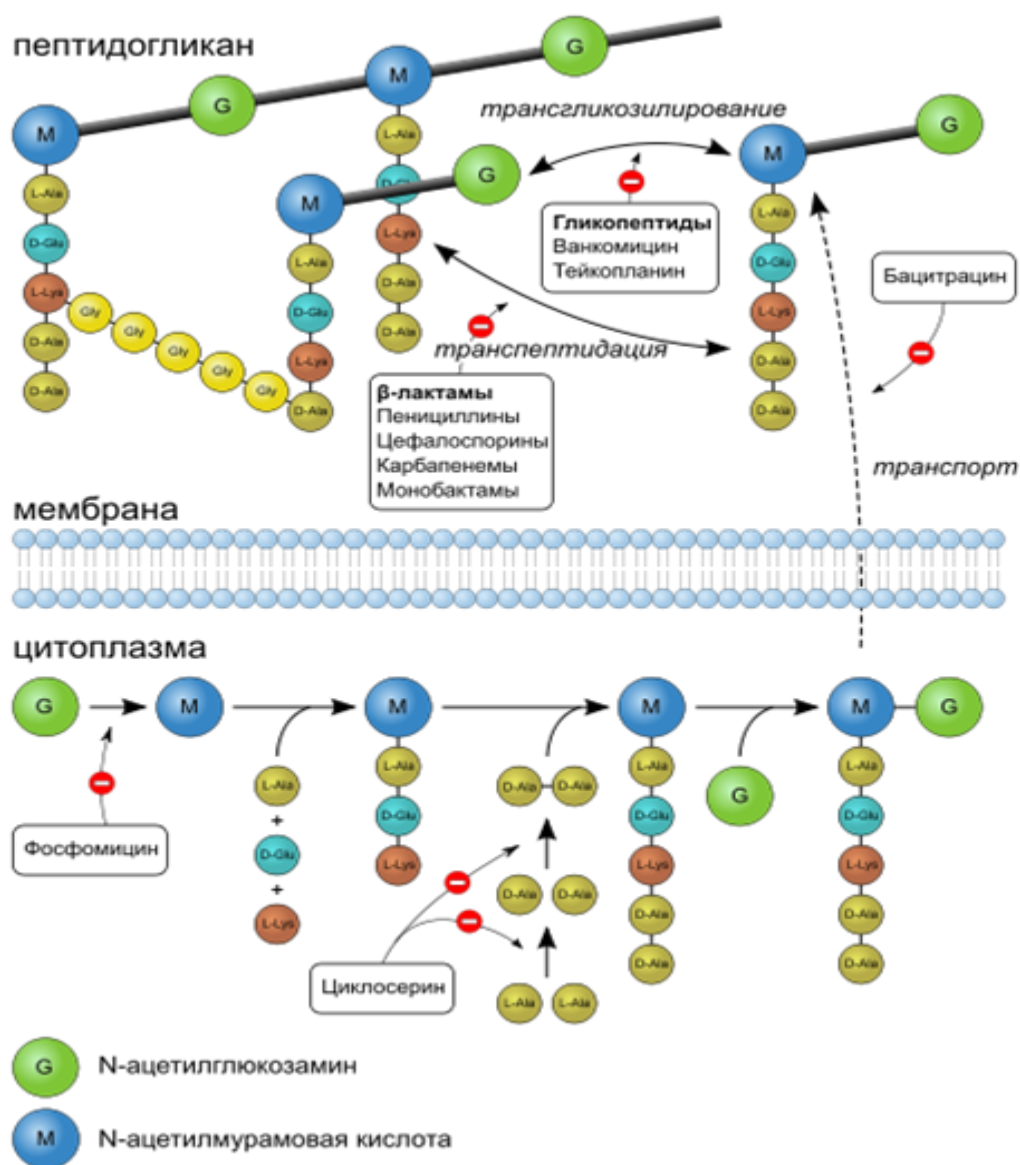 пептидогликан
G
G
M
M
трансгликозилирование
G
M
L-Ala
G
M
L-Ala
D-Gl
M
L-Ala
D-Glu
L-Lys
L-Ala
D-Glu
L-Lys
Gly
Gly
Gly
Gly
Gly
D-Ala
D-Ala
D-Glu
L-Lys
D-Ala
D-Ala
D-Ala
L-Lys
D-Ala
D-Ala
Гликопептиды
Ванкомицин
Тейкопланин
Бацитрацин
транспептидация
β-лактамы
Пенициллины
Цефалоспорины
Карбапенемы
Монобактамы
транспорт
мембрана
цитоплазма
G
M
M
M
M
G
Фосфомицин
L-Ala
+
D-Glu
+
L-Lys
L-Ala
D-Glu
L-Lys
D-Ala
D-Ala
D-Ala
D-Ala
L-Ala
L-Ala
Циклосерин
L-Ala
D-Glu
L-Lys
D-Ala
D-Ala
G
L-Ala
D-Glu
L-Lys
D-Ala
D-Ala
G N-ацетилглюкозамин
M N-ацетилмурамовая кислота